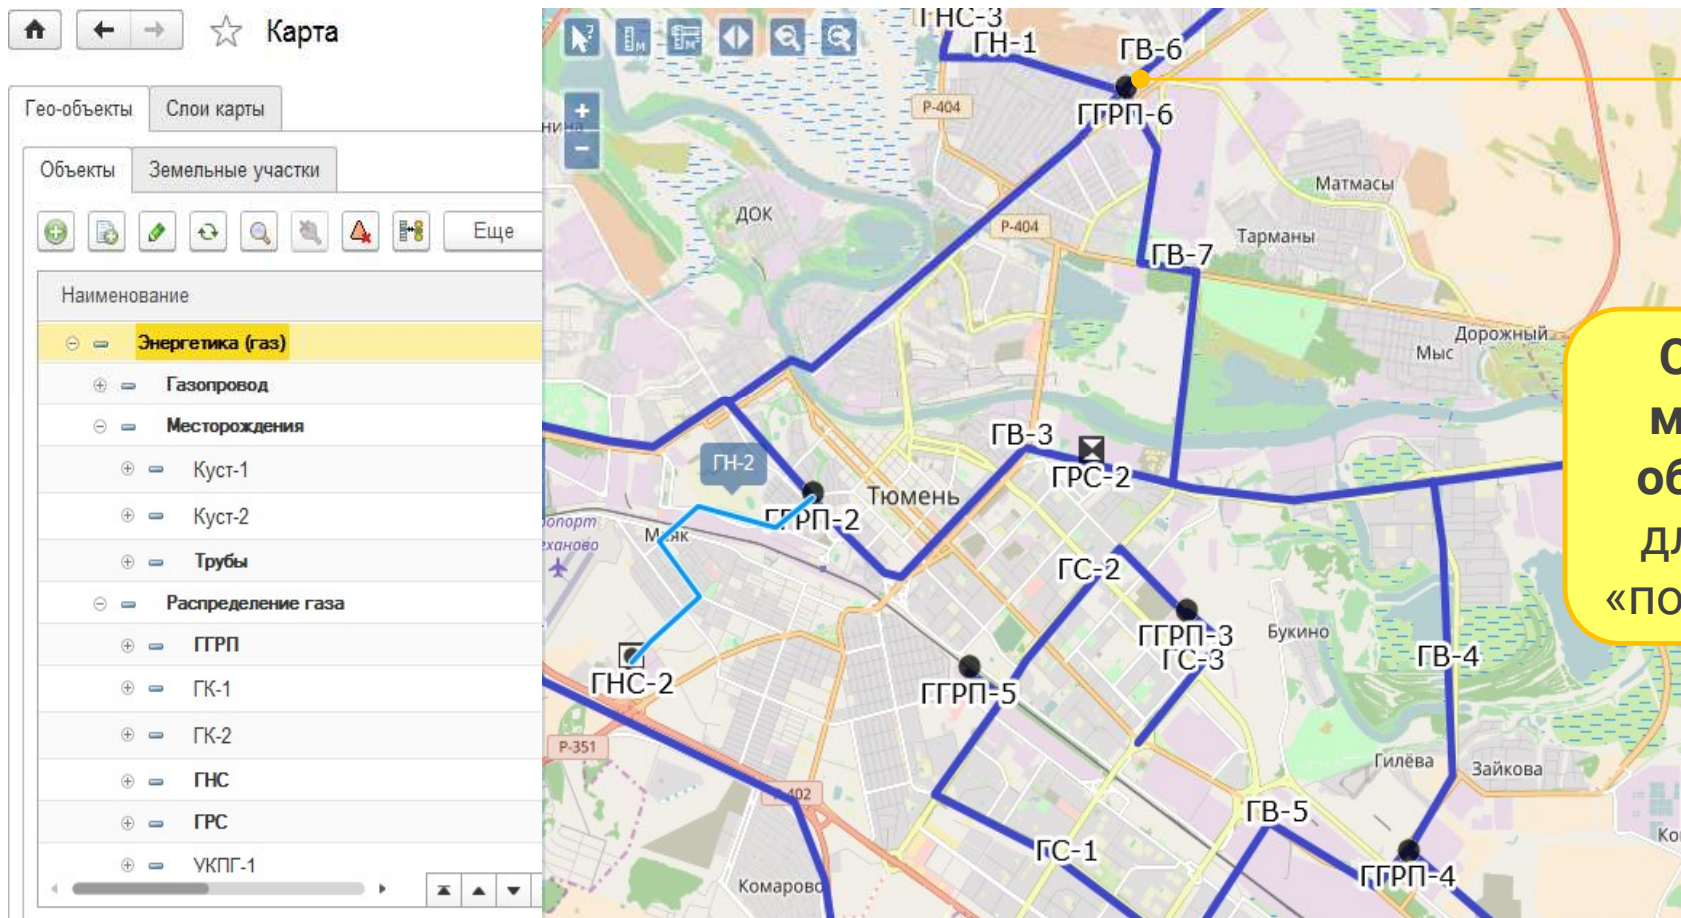 Карта
Гео-объекты
Слои карты
Объекты
Земельные участки
Еще
Наименование
Энергетика (газ)
Газопровод
Месторождения
Куст-1
Куст-2
Трубы
Распределение газа
ГГРП
ГК-1
ГК-2
ГНС
ГРС
УКПГ-1
ГНС-3
ГН-1
ГВ-6
Р-404
ГГРП-6
Матмасы
ДОК
Р-404
Тарманы
ГВ-7
Дорожный
Мыс
ГВ-3
ГН-2
ГРС-2
Тюмень
ГГРП-2
Маяк
ГС-2
ГГРП-3
Букино
ГС-3
ГВ-4
ГНС-2
ГГРП-5
Р-351
Гилёва
Зайкова
ГВ-5
ГС-1
ГГРП-4
Комарово
«по